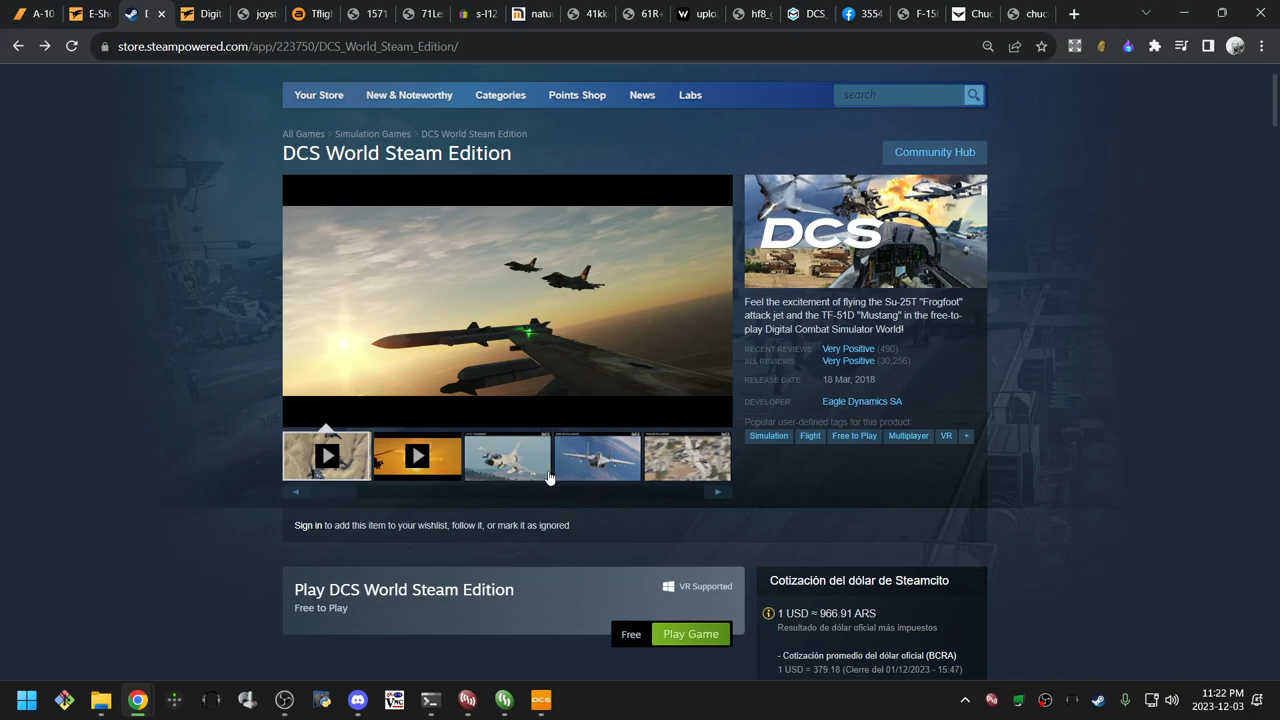 A-10
E-Sho
Digita
joyst
Tfligh
1571
71Le
s-l12
natur
41kk
61R+
uplo
hf8_g
DCS_
3554
F-15I
Chuc
chuc
store.steampowered.com/app/223750/DCS_World_Steam_Edition/
Your Store New & Noteworthy Categories Points Shop News Labs search
All Games > Simulation Games > DCS World Steam Edition
DCS World Steam Edition
Community Hub
DCS
Feel the excitement of flying the Su-25T "Frogfoot"
attack jet and the TF-51D "Mustang" in the free-to-
play Digital Combat Simulator World!
RECENT REVIEWS: Very Positive (490)
ALL REVIEWS: Very Positive (30,256)
RELEASE DATE: 18 Mar, 2018
DEVELOPER: Eagle Dynamics SA
Popular user-defined tags for this product:
Simulation Flight Free to Play Multiplayer VR +
Sign in to add this item to your wishlist, follow it, or mark it as ignored
Play DCS World Steam Edition
VR Supported
Free to Play
Free Play Game
Cotización del dólar de Steamcito
1 USD ≈ 966.91 ARS
Resultado de dólar oficial más impuestos
- Cotización promedio del dólar oficial (BCRA)
1 USD = 379.18 (Cierre del 01/12/2023 - 15:47)
DCS
11:22 PM
2023-12-03